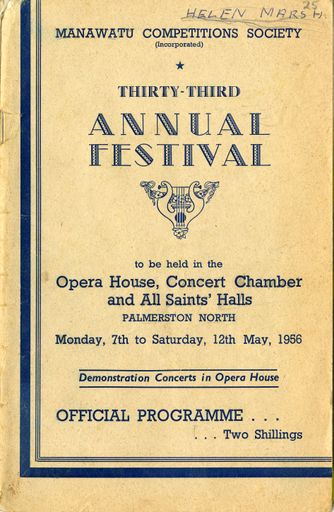 25
HELEN MARSH.
MANAWATU COMPETITIONS SOCIETY
(Incorporated)
THIRTY-THIRD
ANNUAL
FESTIVAL
to be held in the
Opera House, Concert Chamber
and All Saints' Halls
PALMERSTON NORTH
Monday, 7th to Saturday, 12th May, 1956
Demonstration Concerts in Opera House
OFFICIAL PROGRAMME . . .
. . . Two Shillings